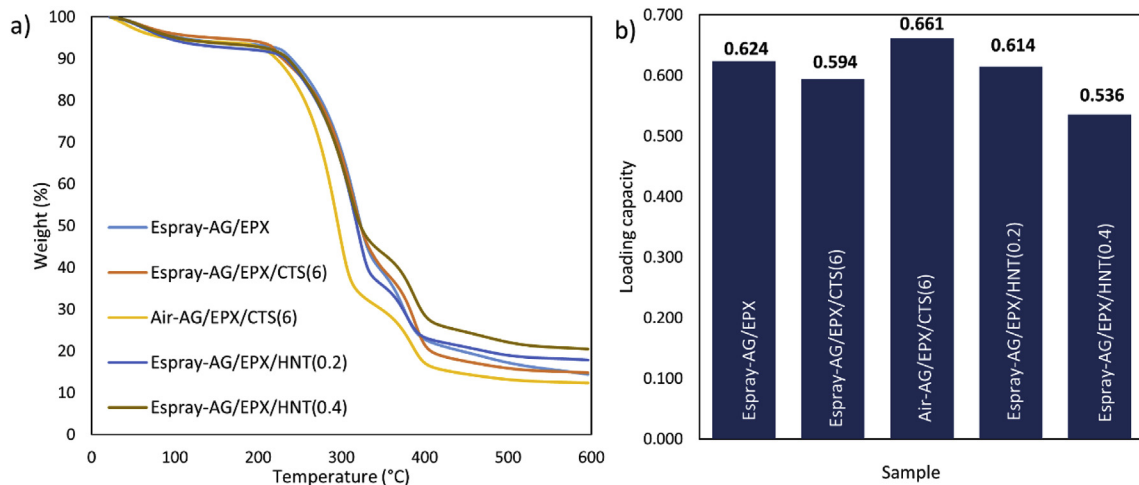 a)
Weight (%)
100
90
80
70
60
50
40
30
20
10
0
Espray-AG/EPX
Espray-AG/EPX/CTS(6)
Air-AG/EPX/CTS(6)
Espray-AG/EPX/HNT(0.2)
Espray-AG/EPX/HNT(0.4)
0 100 200 300 400 500 600
Temperature (°C)
b)
Loading capacity
0.700
0.600
0.500
0.400
0.300
0.200
0.100
0.000
0.624
0.594
0.661
0.614
0.536
Espray-AG/EPX
Espray-AG/EPX/CTS(6)
Air-AG/EPX/CTS(6)
Espray-AG/EPX/HNT(0.2)
Espray-AG/EPX/HNT(0.4)
Sample